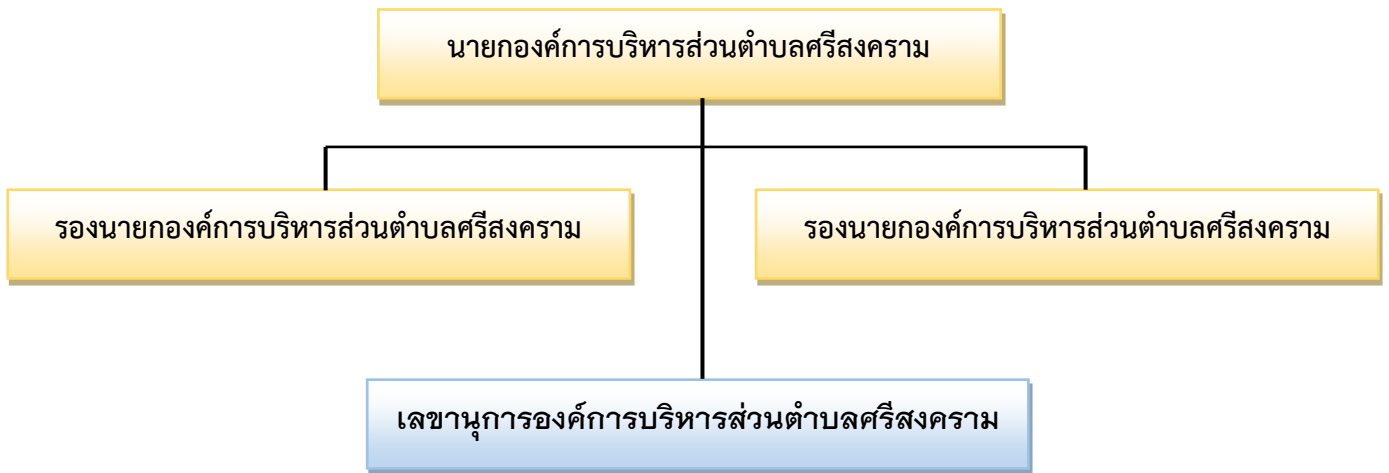 นายกองค์การบริหารส่วนตำบลศรีสงคราม
รองนายกองค์การบริหารส่วนตำบลศรีสงคราม
รองนายกองค์การบริหารส่วนตำบลศรีสงคราม
เลขานุการองค์การบริหารส่วนตำบลศรีสงคราม